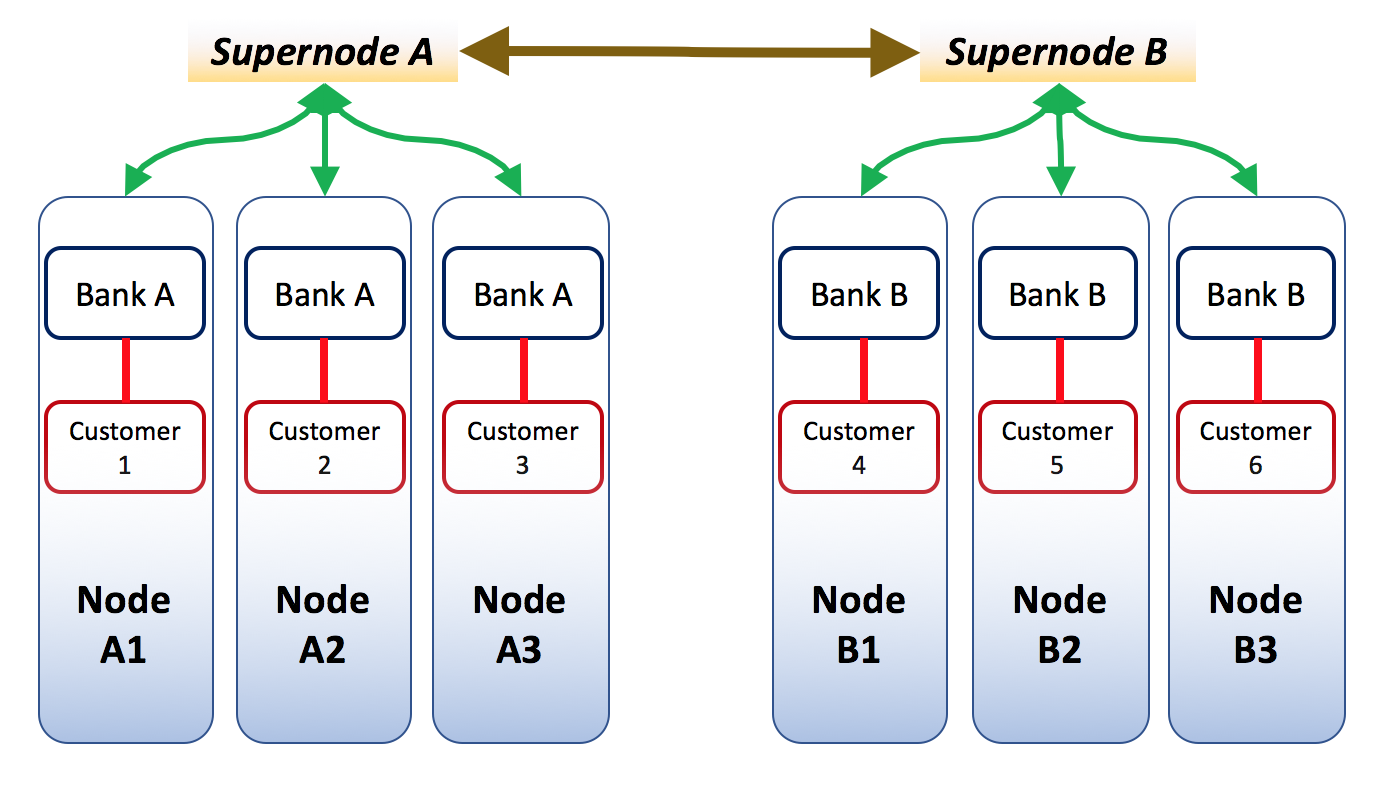 Supernode A
Supernode B
Bank A
Bank A
Bank A
Bank B
Bank B
Bank B
Customer
1
Customer
2
Customer
3
Customer
4
Customer
5
Customer
6
Node
A1
Node
A2
Node
A3
Node
B1
Node
B2
Node
B3